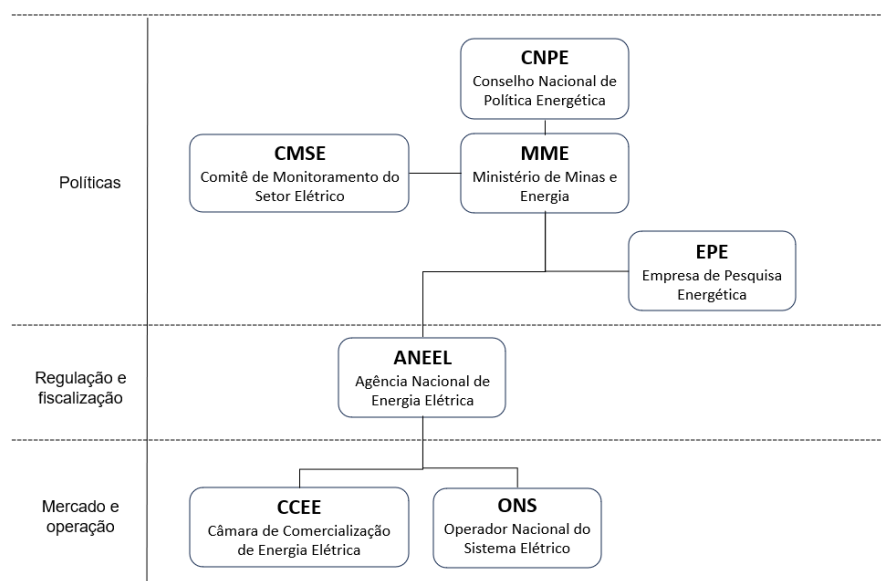 CNPE
Conselho Nacional de
Política Energética
Políticas
CMSE
Comitê de Monitoramento do
Setor Elétrico
MME
Ministério de Minas e
Energia
EPE
Empresa de Pesquisa
Energética
Regulação e
fiscalização
ANEEL
Agência Nacional de
Energia Elétrica
Mercado e
operação
CCEE
Câmara de Comercialização
de Energia Elétrica
ONS
Operador Nacional do
Sistema Elétrico